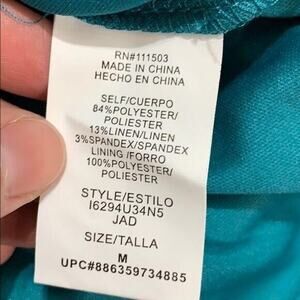 RN#111503
MADE IN CHINA
HECHO EN CHINA
SELF/CUERPO
84%POLYESTER/
POLIESTER
13%LINEN/LINEN
3%SPANDEX/SPANDEX
LINING /FORRO
100%POLYESTER/
POLIESTER
STYLE/ESTILO
I6294U34N5
JAD
SIZE/TALLA
M
UPC#886359734885